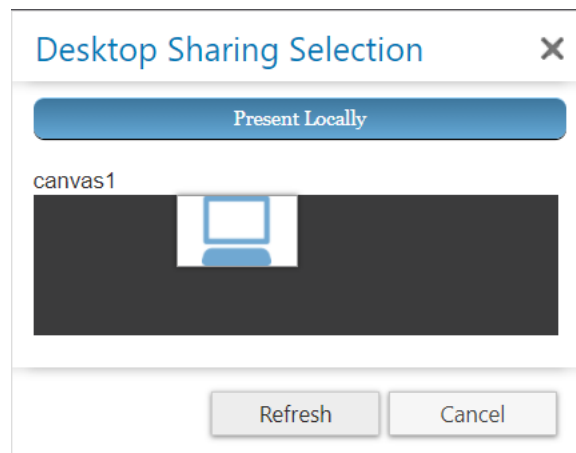 Desktop Sharing Selection
Present Locally
canvas1
Refresh Cancel